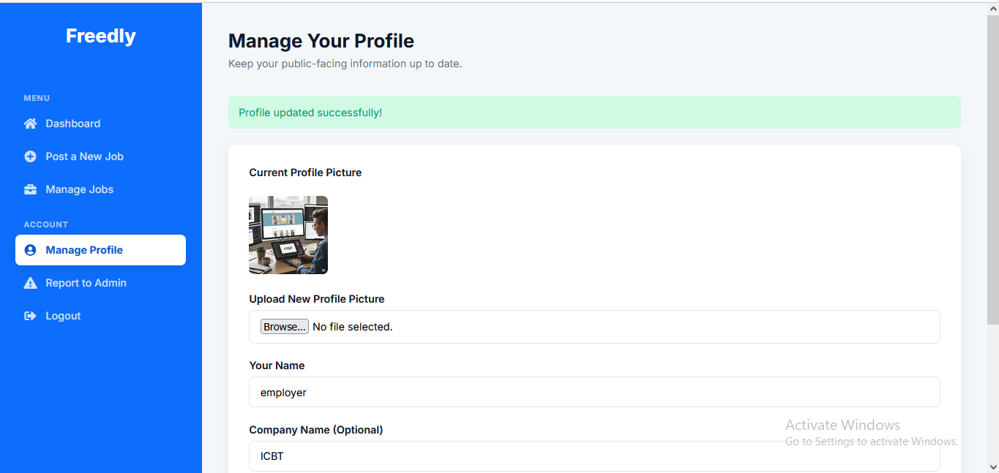 Freedly
MENU
Dashboard
Post a New Job
Manage Jobs
ACCOUNT
Manage Profile
Report to Admin
Logout
Manage Your Profile
Keep your public-facing information up to date.
Profile updated successfully!
Current Profile Picture
LOGO
Upload New Profile Picture
Browse... No file selected.
Your Name
employer
Company Name (Optional)
ICBT
Activate Windows
Go to Settings to activate Windows.